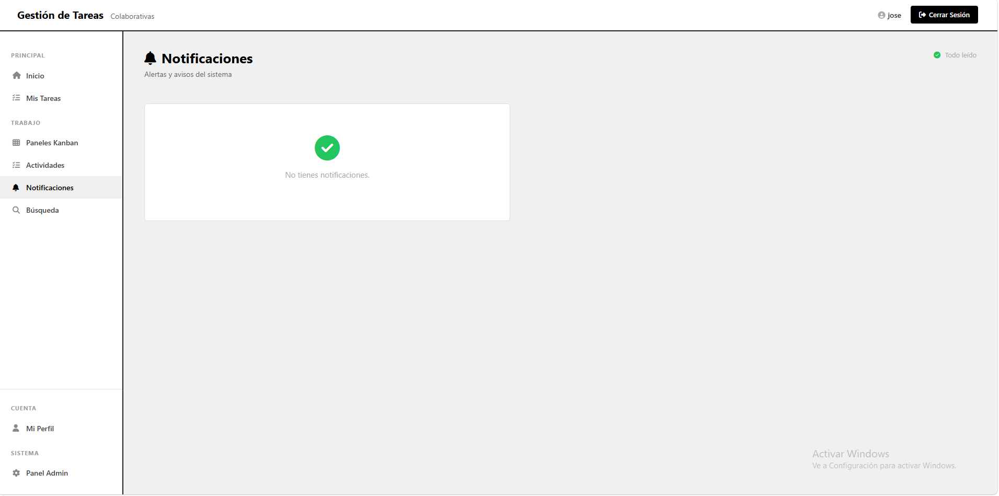 Gestión de Tareas Colaborativas
jose
Cerrar Sesión
PRINCIPAL
Inicio
Mis Tareas
TRABAJO
Paneles Kanban
Actividades
Notificaciones
Búsqueda
CUENTA
Mi Perfil
SISTEMA
Panel Admin
Notificaciones
Alertas y avisos del sistema
Todo leído
No tienes notificaciones.
Activar Windows
Ve a Configuración para activar Windows.